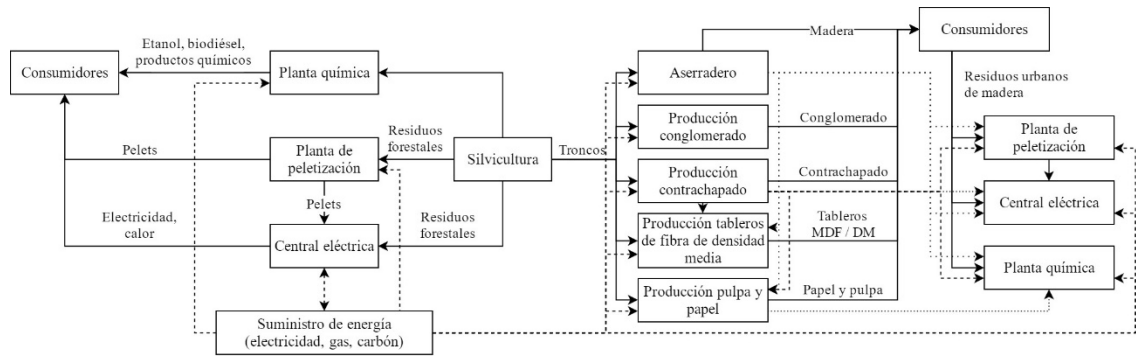 Consumidores
Etanol, biodiésel,
productos químicos
Planta química
Pelets
Planta de
peletización
Residuos
forestales
Silvicultura
Troncos
Pelets
Electricidad,
calor
Central eléctrica
Residuos
forestales
Suministro de energía
(electricidad, gas, carbón)
Aserradero
Madera
Consumidores
Producción
conglomerado
Conglomerado
Producción
contrachapado
Contrachapado
Producción tableros
de fibra de densidad
media
Tableros
MDF / DM
Producción pulpa y
papel
Papel y pulpa
Residuos urbanos
de madera
Planta de
peletización
Central eléctrica
Planta química